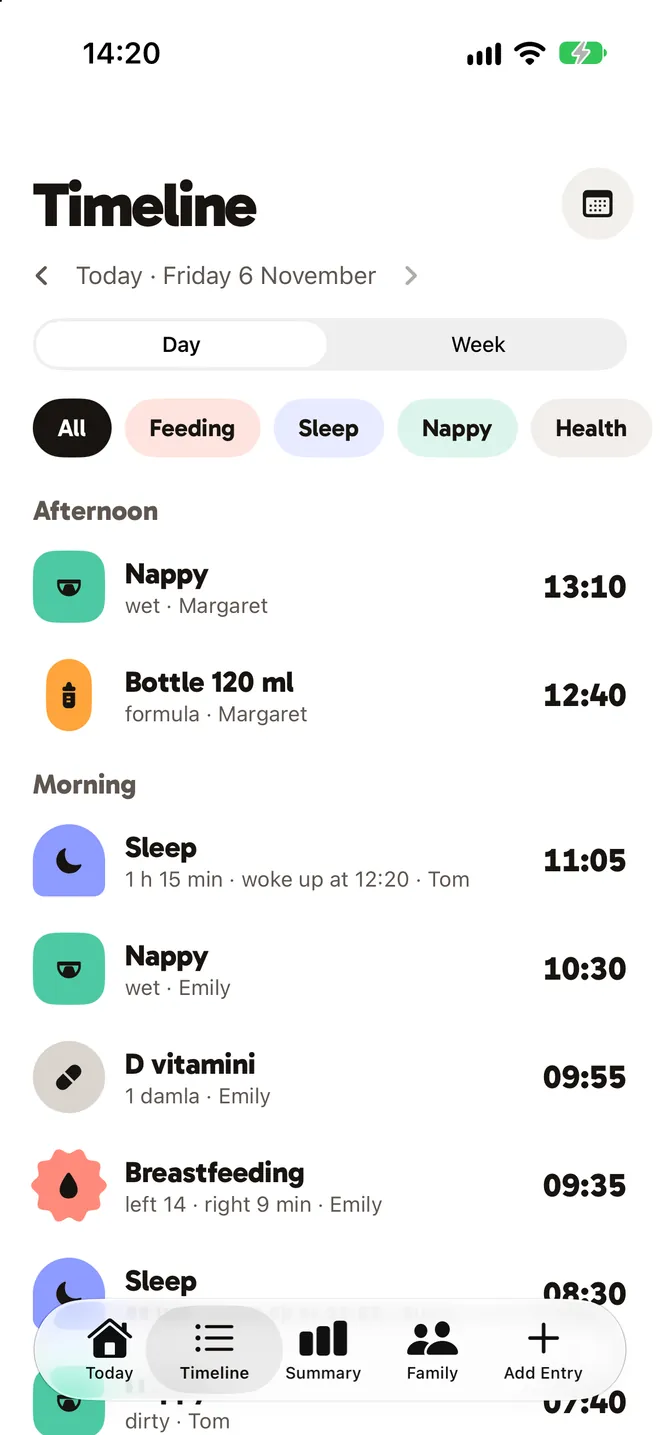 14:20
Timeline
Today · Friday 6 November
Day
Week
All
Feeding
Sleep
Nappy
Health
Afternoon
Nappy
13:10
wet · Margaret
Bottle 120 ml
12:40
formula · Margaret
Morning
Sleep
11:05
1 h 15 min · woke up at 12:20 · Tom
Nappy
10:30
wet · Emily
D vitamini
09:55
1 damla · Emily
Breastfeeding
09:35
left 14 · right 9 min · Emily
Sleep
08:30
Today
Timeline
Summary
Family
Add Entry
07:40
dirty · Tom